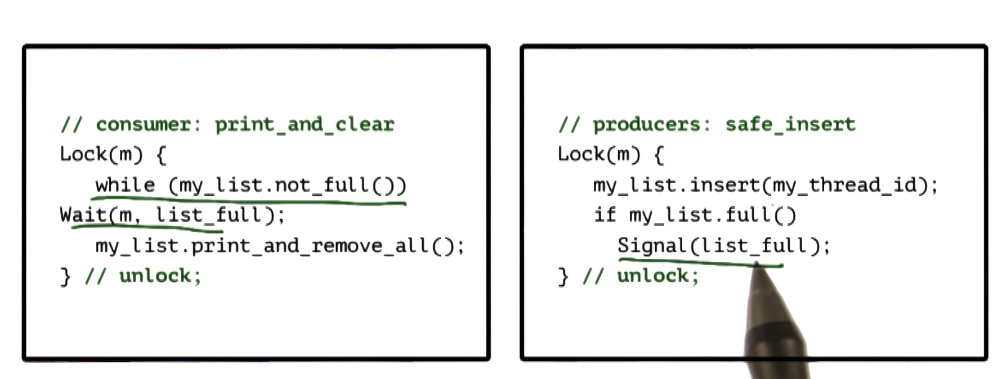 // consumer: print_and_clear
Lock(m) {
while (my_list.not_full())
Wait(m, list_full);
my_list.print_and_remove_all();
} // unlock;
// producers: safe_insert
Lock(m) {
my_list.insert(my_thread_id);
if my_list.full()
Signal(list_full);
} // unlock;